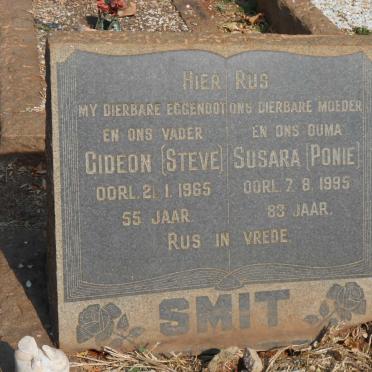 HIER RUS
MY DIERBARE EGGENOOT
EN ONS VADER
GIDEON (STEVE)
OORL. 21. 1. 1965
55 JAAR.
ONS DIERBARE MOEDER
EN ONS OUMA
SUSARA (PONIE)
OORL. 7. 8. 1995
83 JAAR.
RUS IN VREDE.
SMIT